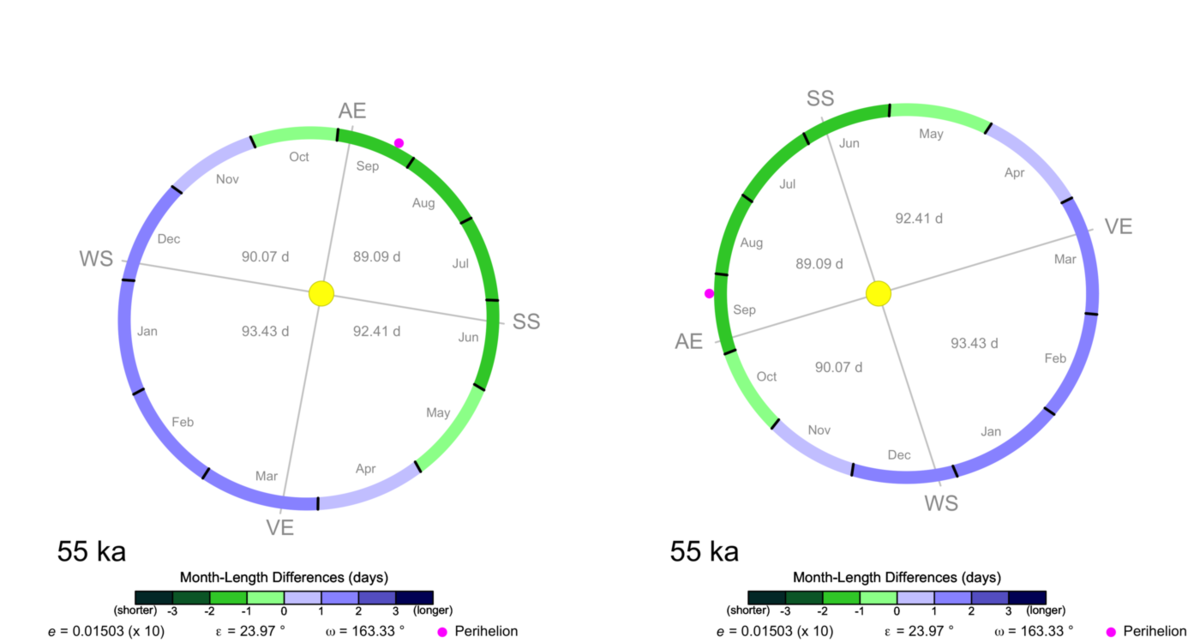 AE
Oct
Sep
Nov
Aug
Dec
WS
90.07 d
89.09 d
Jul
SS
Jan
93.43 d
92.41 d
Jun
Feb
May
Mar
Apr
VE
55 ka
Month-Length Differences (days)
(shorter) -3 -2 -1 0 1 2 3 (longer)
e = 0.01503 (x 10) ε = 23.97 ° ω = 163.33 ° Perihelion
SS
May
Jun
Apr
Jul
92.41 d
VE
Aug
89.09 d
Mar
Sep
AE
93.43 d
Feb
90.07 d
Oct
Nov
Jan
Dec
WS
55 ka
Month-Length Differences (days)
(shorter) -3 -2 -1 0 1 2 3 (longer)
e = 0.01503 (x 10) ε = 23.97 ° ω = 163.33 ° Perihelion